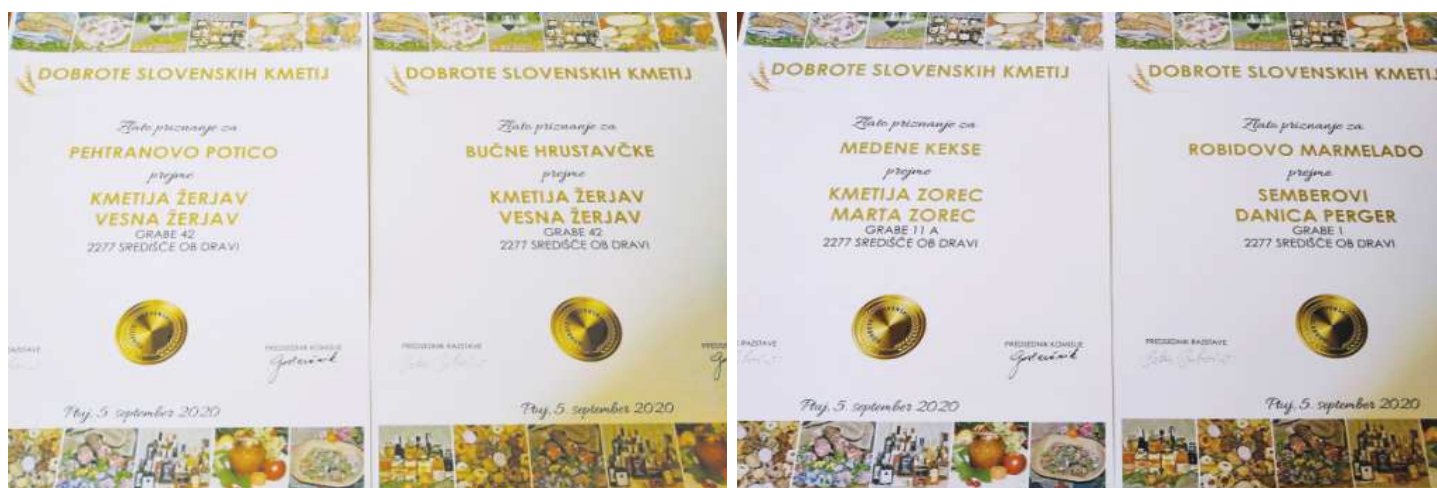 DOBROTE SLOVENSKIH KMETIJ
Zlato priznanje za
PEHTRANOVO POTICO
prejme
KMETIJA ŽERJAV
VESNA ŽERJAV
GRABE 42
2277 SREDIŠČE OB DRAVI
PREDSEDNIK KOMISIJE
Ptuj, 5. september 2020
DOBROTE SLOVENSKIH KMETIJ
Zlato priznanje za
BUČNE HRUSTAVČKE
prejme
KMETIJA ŽERJAV
VESNA ŽERJAV
GRABE 42
2277 SREDIŠČE OB DRAVI
PREDSEDNIK RAZSTAVE
Ptuj, 5. september 2020
DOBROTE SLOVENSKIH KMETIJ
Zlato priznanje za
MEDENE KEKSE
prejme
KMETIJA ZOREC
MARTA ZOREC
GRABE 11 A
2277 SREDIŠČE OB DRAVI
RAZSTAVE PREDSEDNIK KOMISIJE
Ptuj, 5. september 2020
DOBROTE SLOVENSKIH KMETIJ
Zlato priznanje za
ROBIDOVO MARMELADO
prejme
SEMBEROVI
DANICA PERGER
GRABE 1
2277 SREDIŠČE OB DRAVI
PREDSEDNIK RAZSTAVE
Ptuj, 5. september 2020